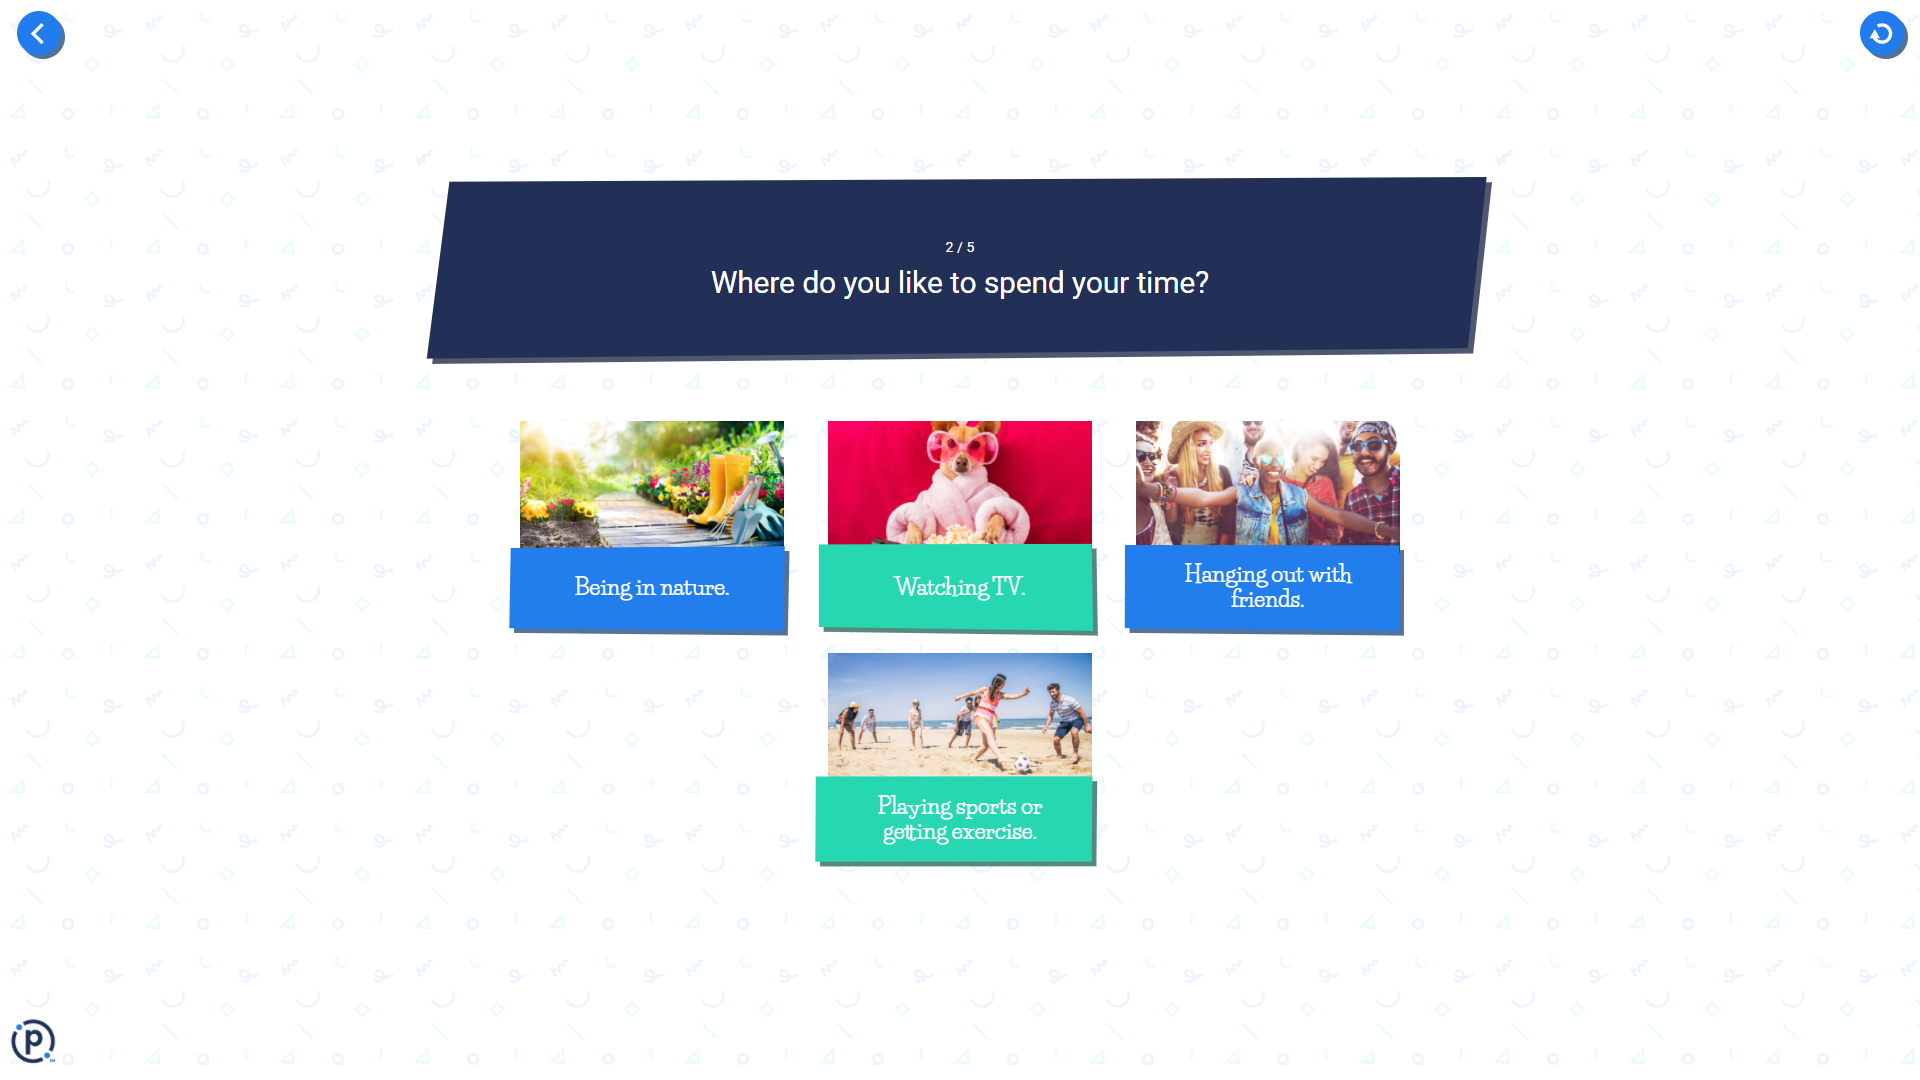 2 / 5
Where do you like to spend your time?
Being in nature.
Watching TV.
Hanging out with
friends.
Playing sports or
getting exercise.
p